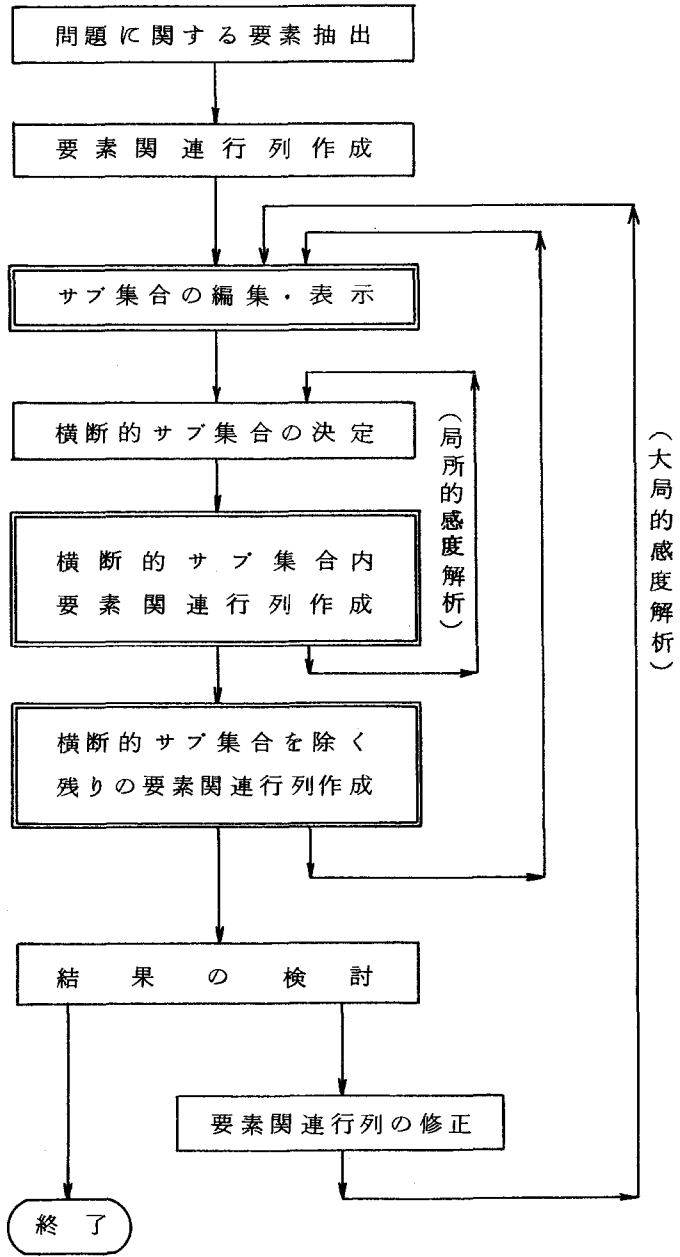 問題に関する要素抽出
要素関連行列作成
サブ集合の編集・表示
横断的サブ集合の決定
(局所的感度解析)
横断的サブ集合内
要素関連行列作成
横断的サブ集合を除く
残りの要素関連行列作成
(大局的感度解析)
結果の検討
要素関連行列の修正
終了